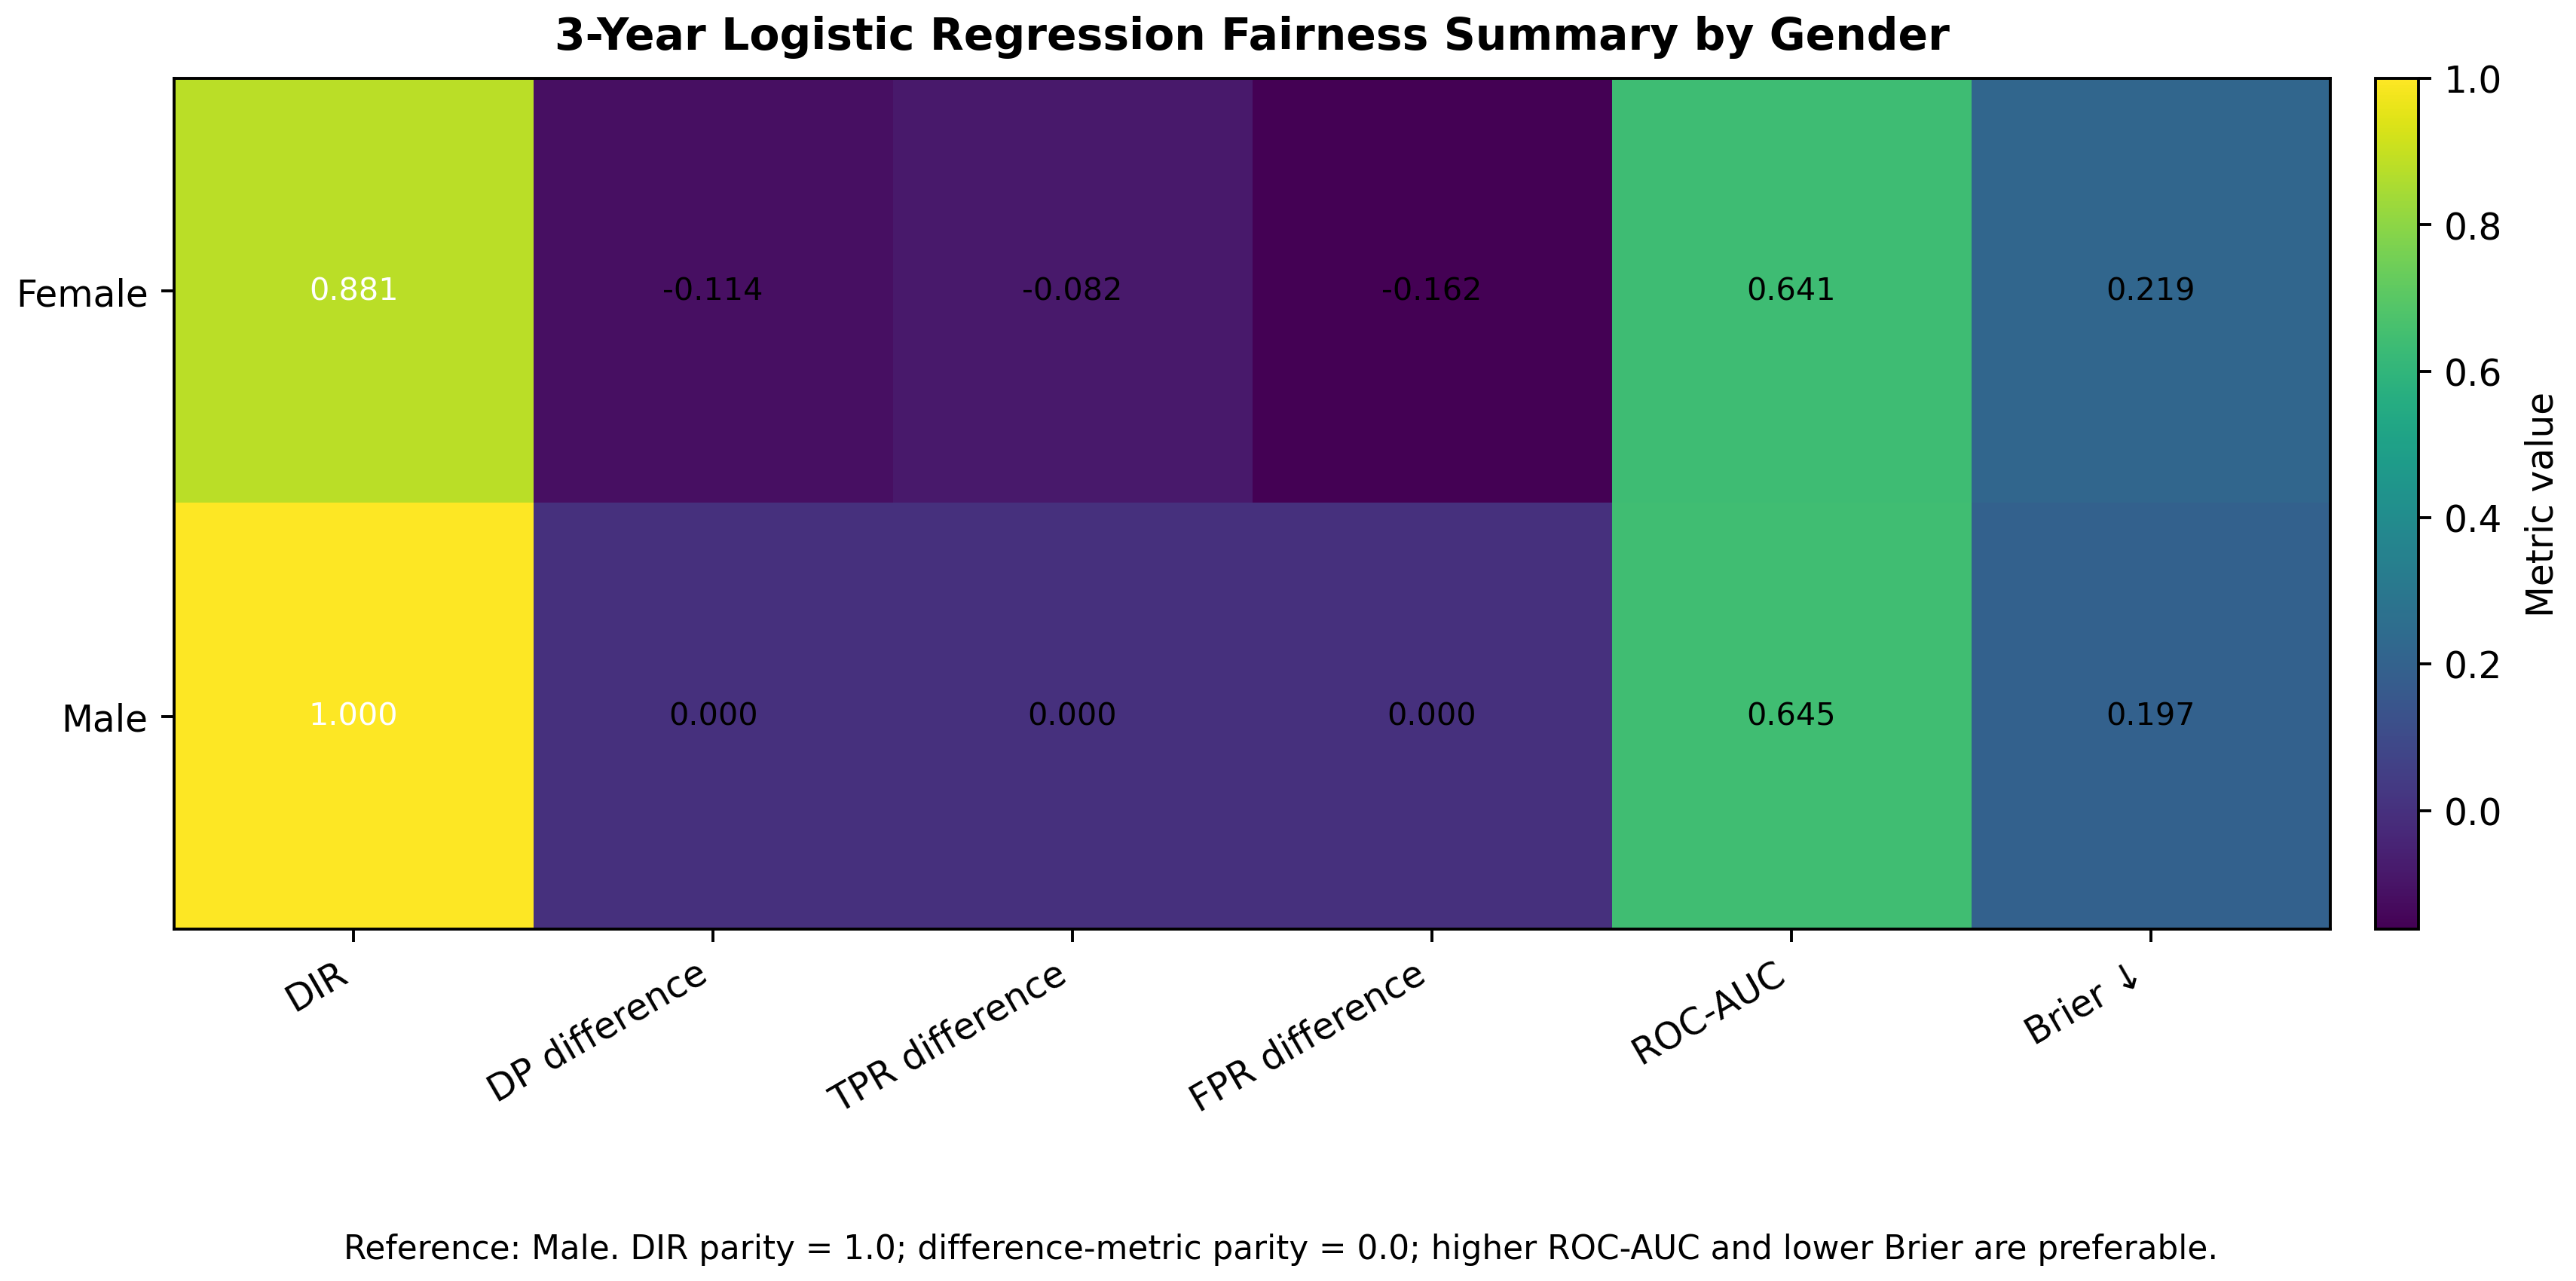 3-Year Logistic Regression Fairness Summary by Gender
Female 0.881 -0.114 -0.082 -0.162 0.641 0.219
Male 1.000 0.000 0.000 0.000 0.645 0.197
DIR DP difference TPR difference FPR difference ROC-AUC Brier ↓
1.0
0.8
0.6
0.4
0.2
0.0
Metric value
Reference: Male. DIR parity = 1.0; difference-metric parity = 0.0; higher ROC-AUC and lower Brier are preferable.